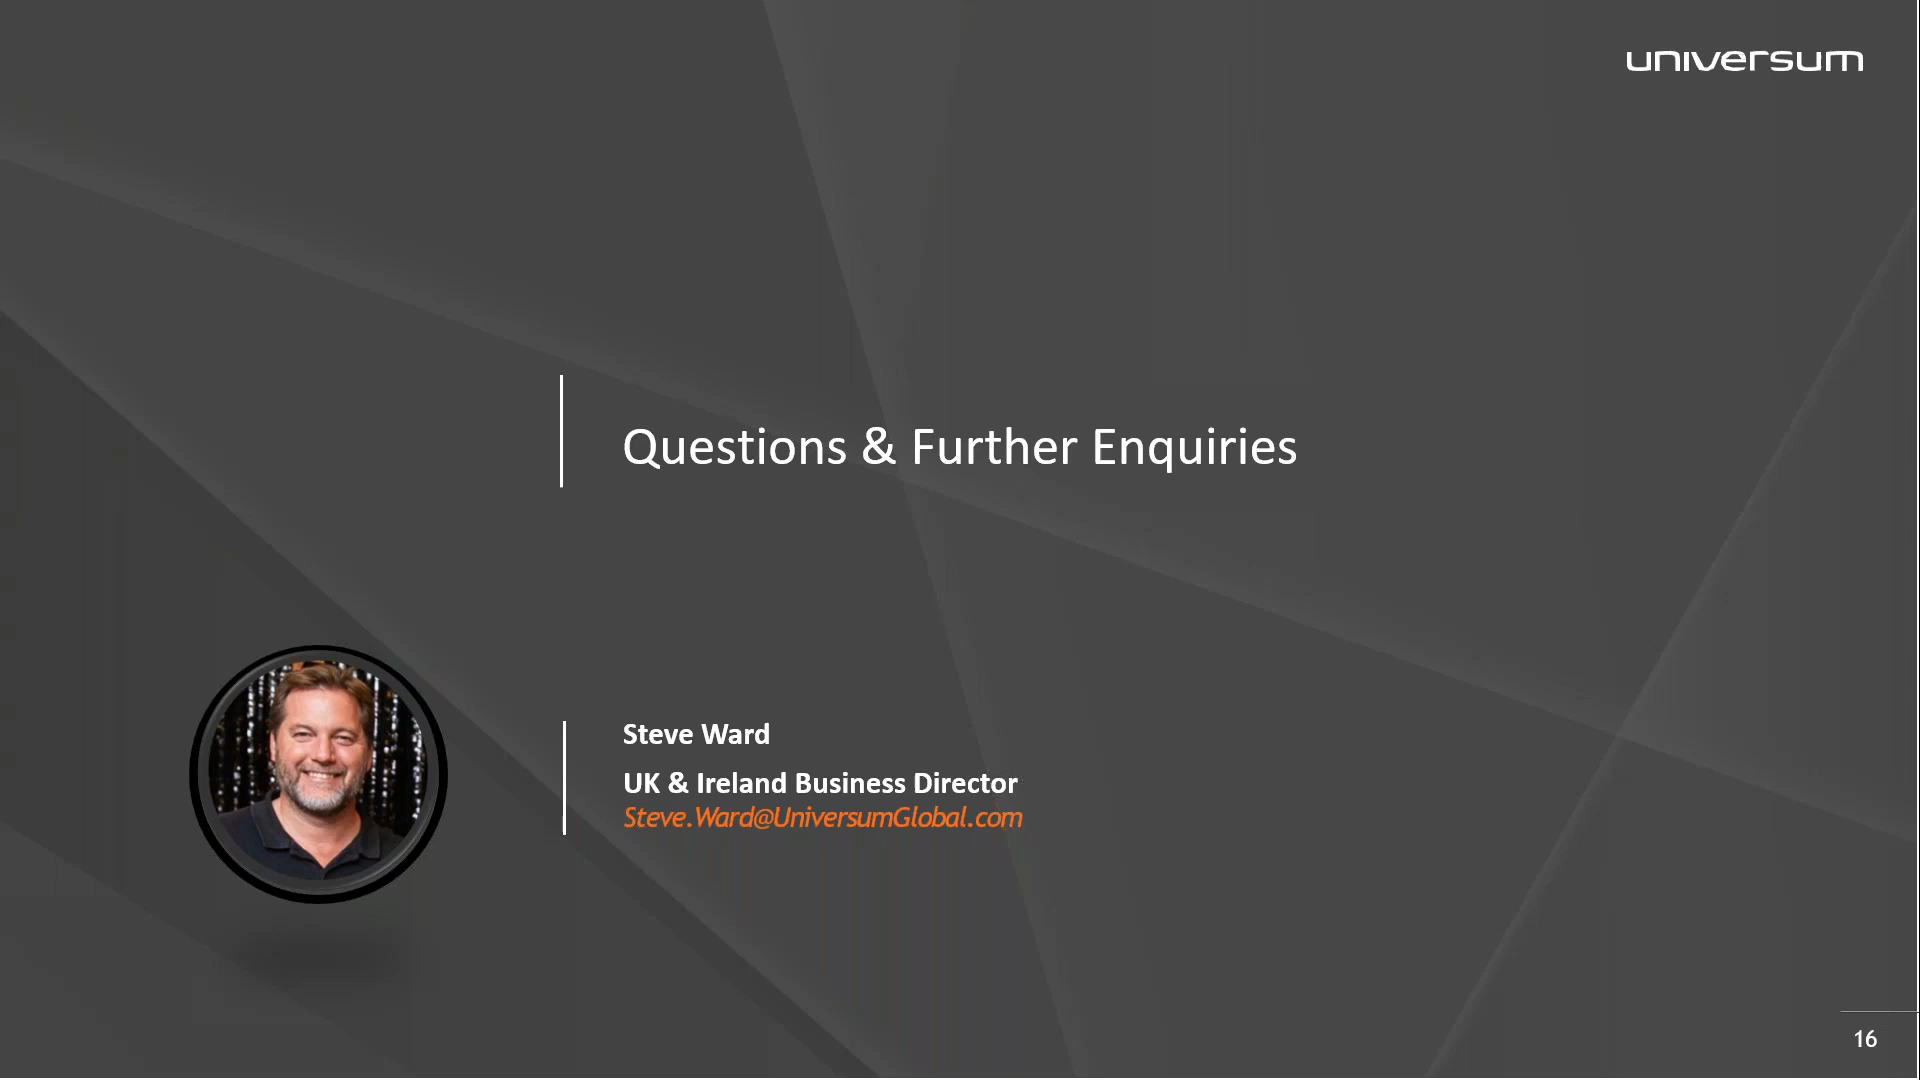 universum
Questions & Further Enquiries
Steve Ward
UK & Ireland Business Director
Steve.Ward@UniversumGlobal.com
16